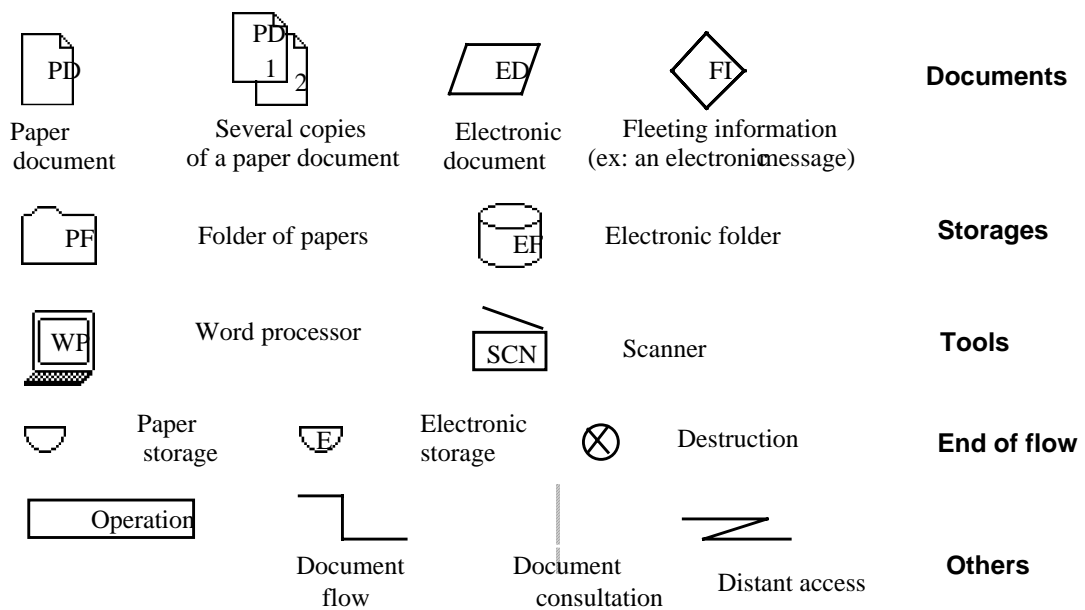 PD
PD
1
2
ED
FI
Documents
Paper
document
Several copies
of a paper document
Electronic
document
Fleeting information
(ex: an electronic message)
PF
Folder of papers
EF
Electronic folder
Storages
WP
Word processor
SCN
Scanner
Tools
Paper
storage
E
Electronic
storage
Destruction
End of flow
Operation
Document
flow
Document
consultation
Distant access
Others